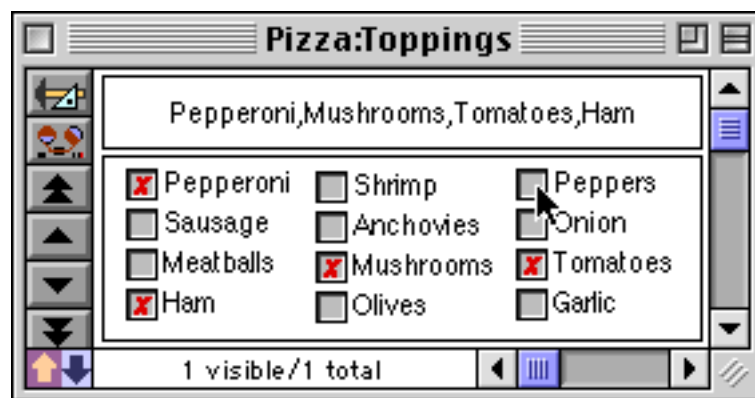 Pizza:Toppings
Pepperoni,Mushrooms,Tomatoes,Ham
Pepperoni Shrimp Peppers
Sausage Anchovies Onion
Meatballs Mushrooms Tomatoes
Ham Olives Garlic
1 visible/1 total